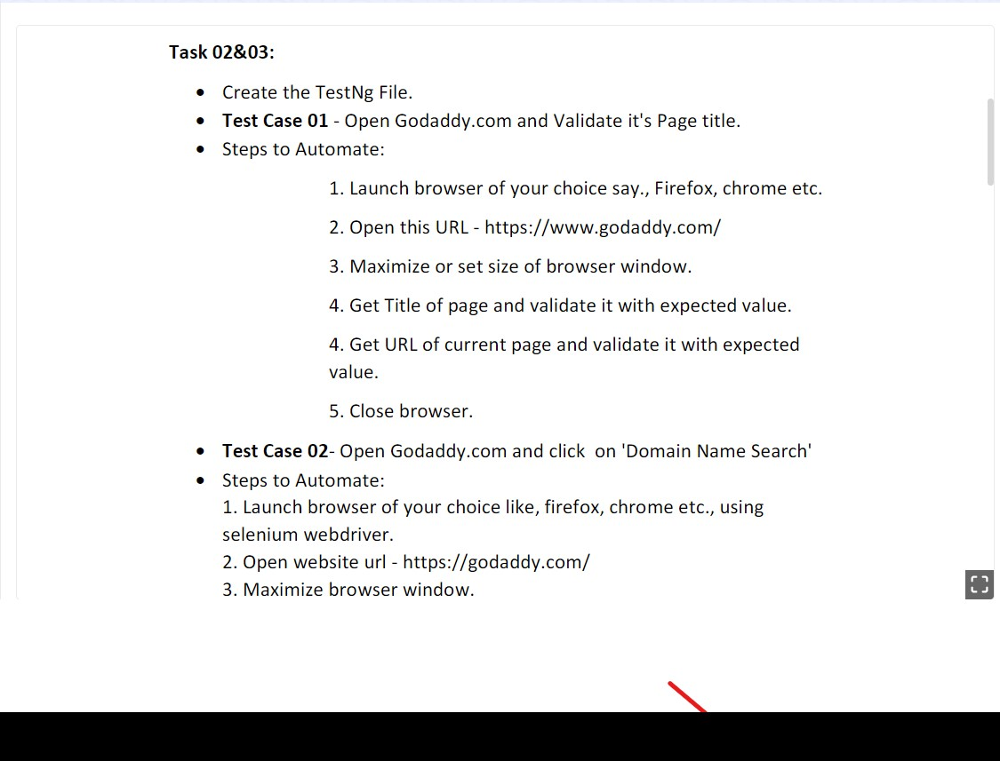 Task 02&03:
• Create the TestNg File.
• Test Case 01 - Open Godaddy.com and Validate it's Page title.
• Steps to Automate:
1. Launch browser of your choice say., Firefox, chrome etc.
2. Open this URL - https://www.godaddy.com/
3. Maximize or set size of browser window.
4. Get Title of page and validate it with expected value.
4. Get URL of current page and validate it with expected
value.
5. Close browser.
• Test Case 02- Open Godaddy.com and click  on 'Domain Name Search'
• Steps to Automate:
1. Launch browser of your choice like, firefox, chrome etc., using
selenium webdriver.
2. Open website url - https://godaddy.com/
3. Maximize browser window.